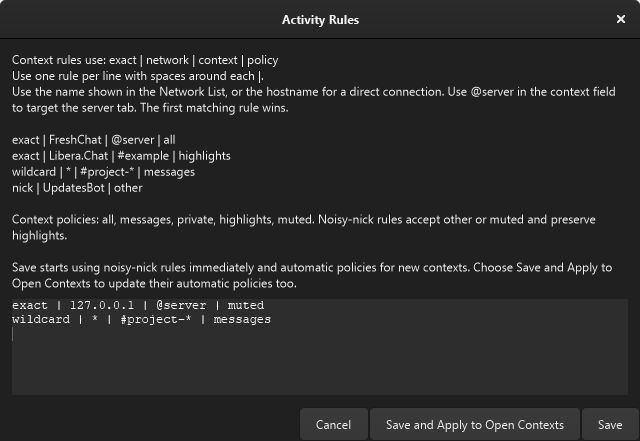 Activity Rules
Context rules use: exact | network | context | policy
Use one rule per line with spaces around each |.
Use the name shown in the Network List, or the hostname for a direct connection. Use @server in the context field
to target the server tab. The first matching rule wins.
exact | FreshChat | @server | all
exact | Libera.Chat | #example | highlights
wildcard | * | #project-* | messages
nick | UpdatesBot | other
Context policies: all, messages, private, highlights, muted. Noisy-nick rules accept other or muted and preserve
highlights.
Save starts using noisy-nick rules immediately and automatic policies for new contexts. Choose Save and Apply to
Open Contexts to update their automatic policies too.
exact | 127.0.0.1 | @server | muted
wildcard | * | #project-* | messages
Cancel
Save and Apply to Open Contexts
Save